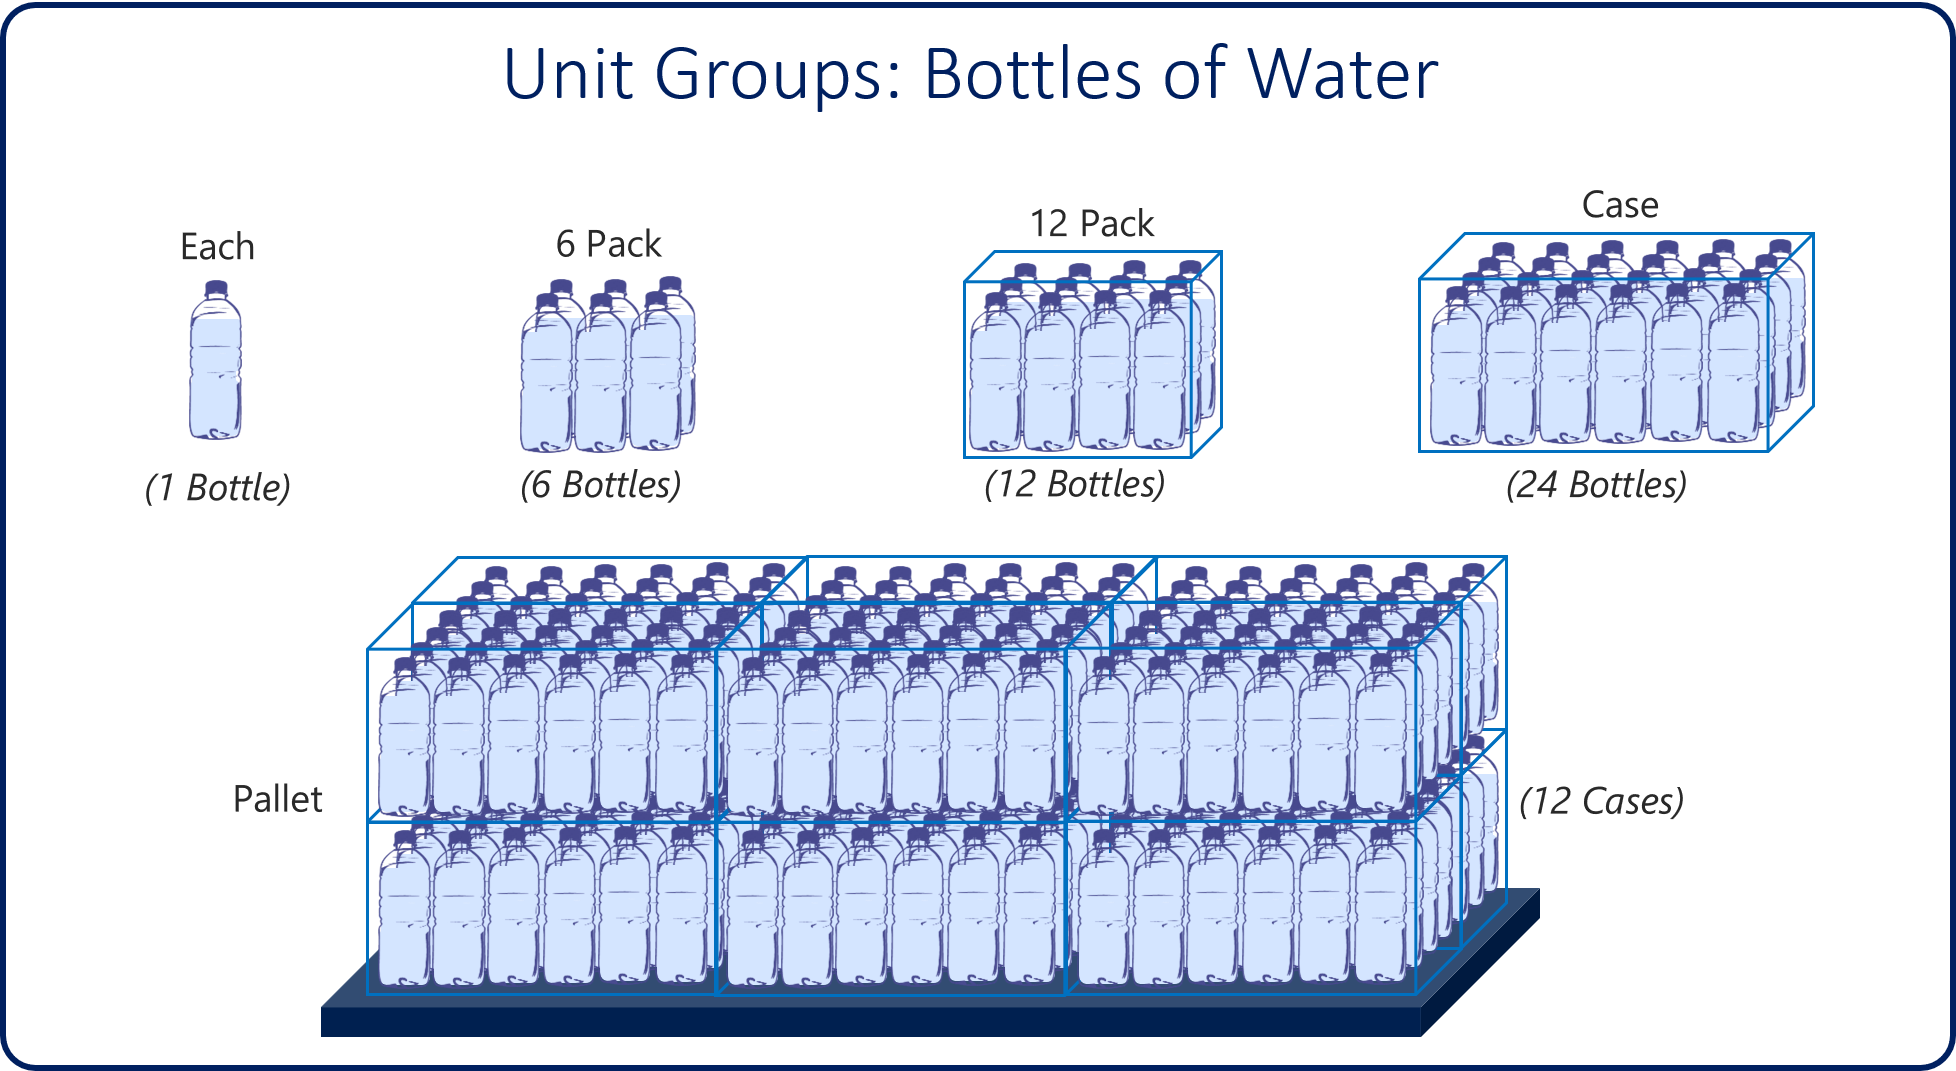 Unit Groups: Bottles of Water
Each
6 Pack
12 Pack
Case
(1 Bottle)
(6 Bottles)
(12 Bottles)
(24 Bottles)
Pallet
(12 Cases)